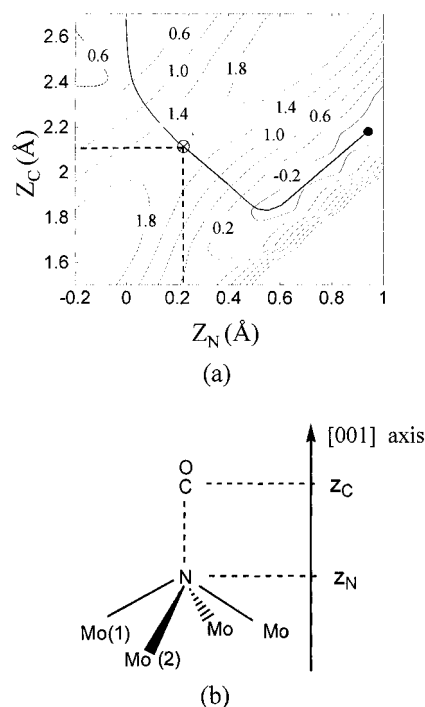 2.6
2.4
2.2
2.1
2
1.8
1.6
Z_C (Å)
0.6
0.6
1.0
1.8
1.4
1.4
0.6
1.0
-0.2
1.8
0.2
-0.2 0 0.2 0.4 0.6 0.8 1
Z_N (Å)
(a)
[001] axis
O
C
z_C
N
z_N
Mo(1) Mo Mo
Mo (2)
(b)